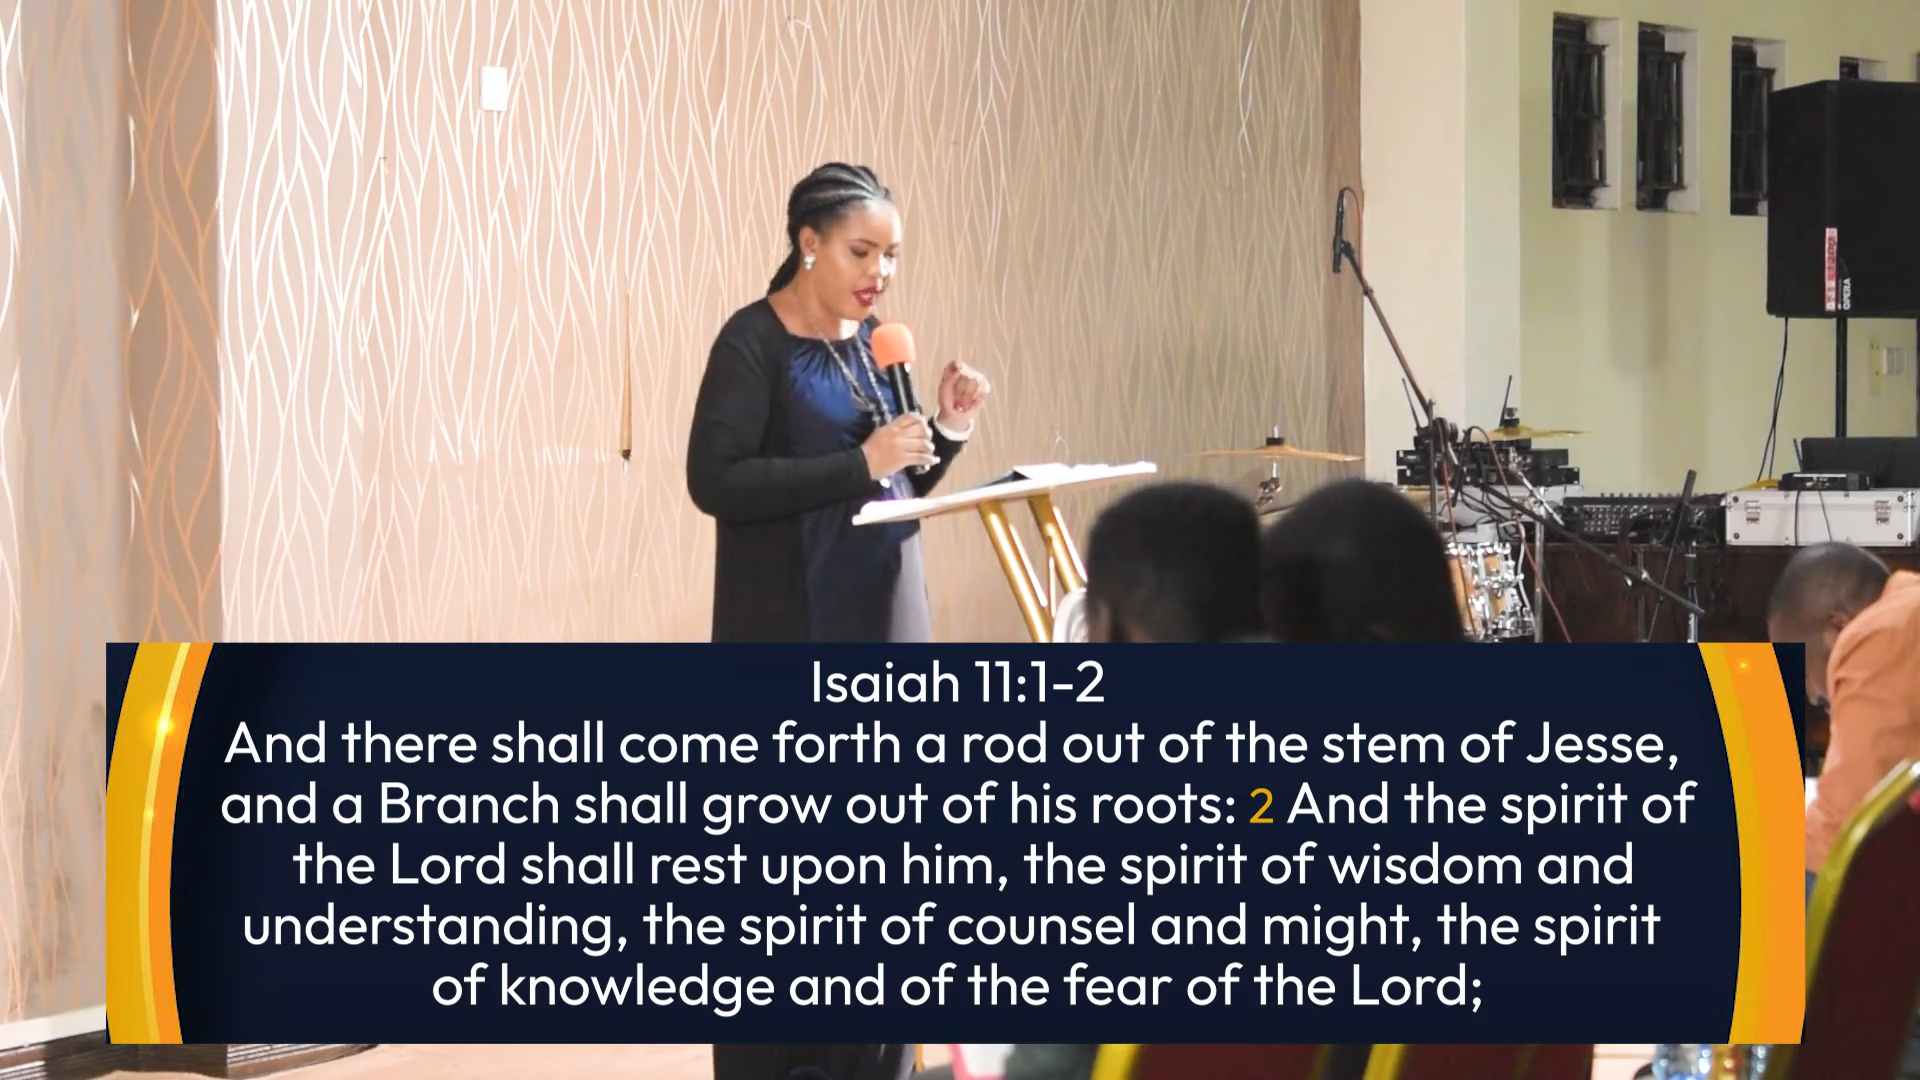 Isaiah 11:1-2
And there shall come forth a rod out of the stem of Jesse,
and a Branch shall grow out of his roots: 2 And the spirit of
the Lord shall rest upon him, the spirit of wisdom and
understanding, the spirit of counsel and might, the spirit
of knowledge and of the fear of the Lord;
OPERA